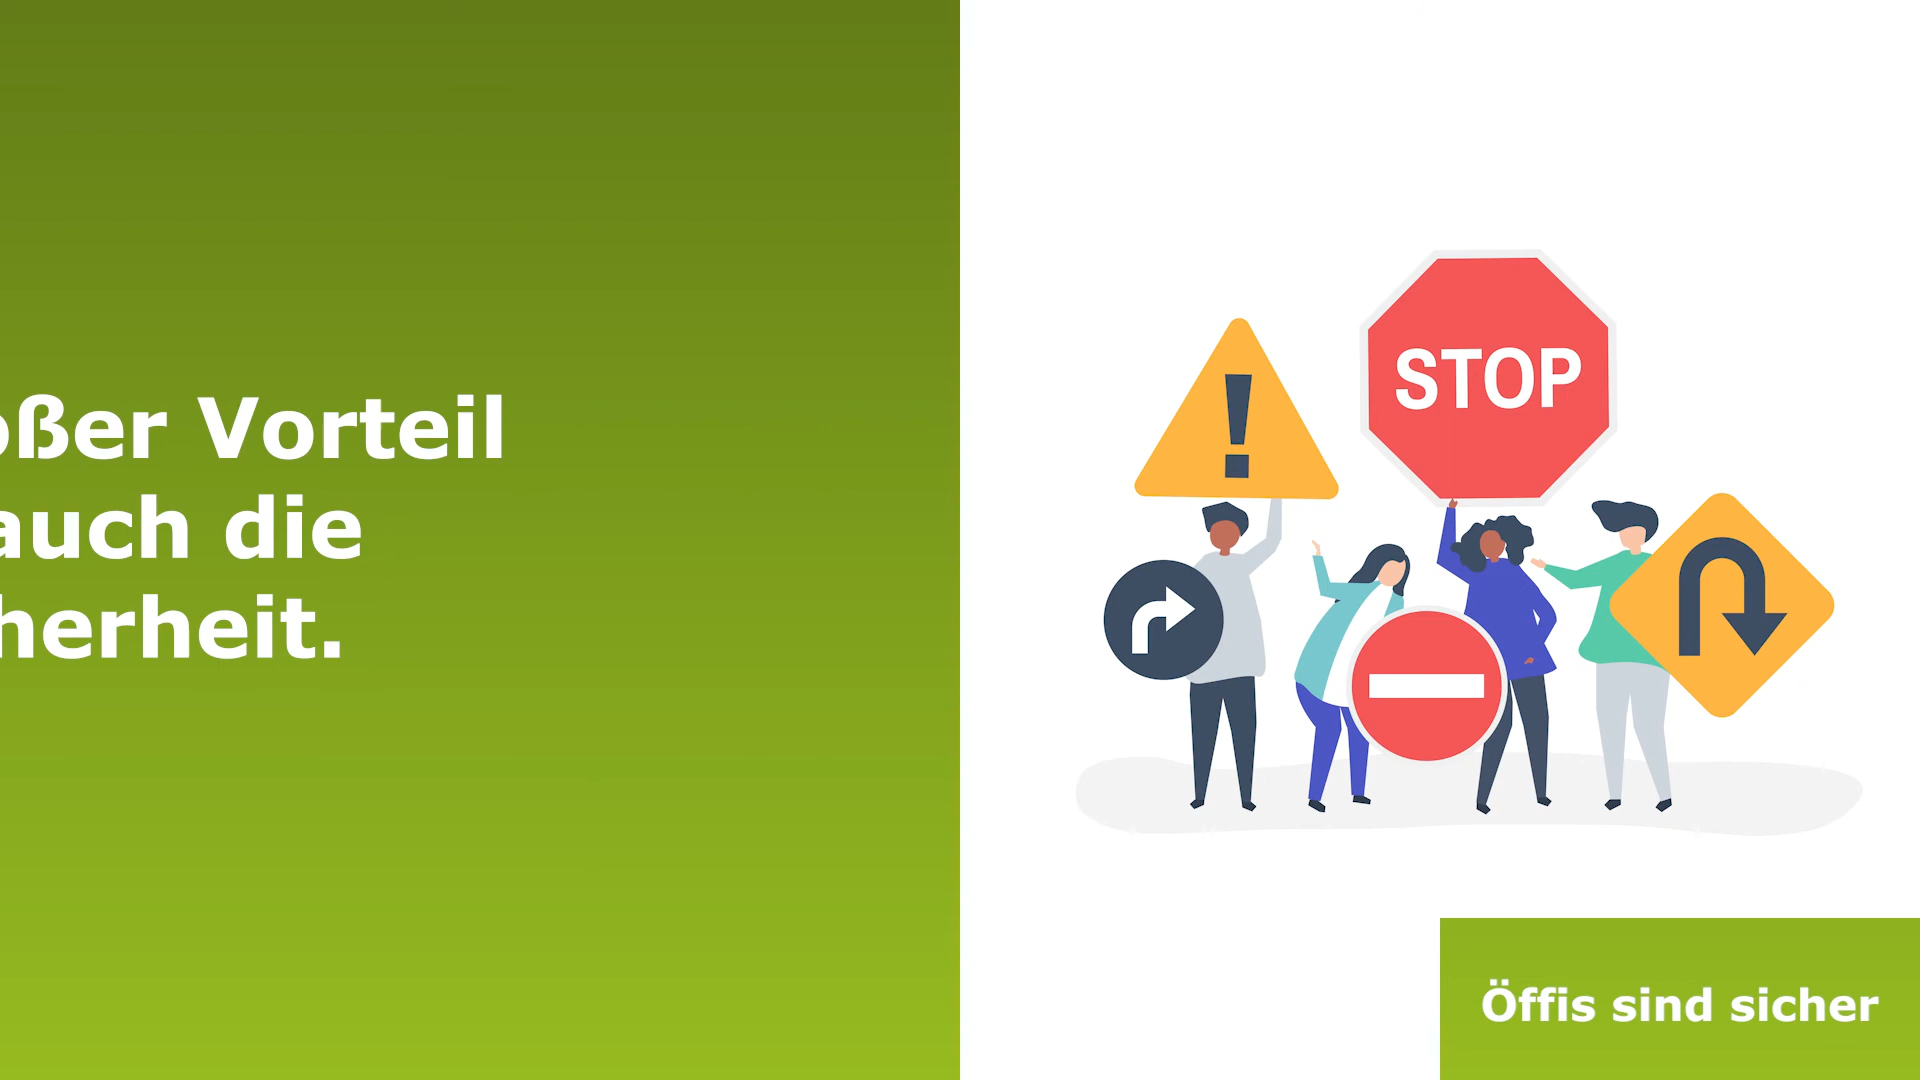 ßer Vorteil
auch die
herheit.
STOP
!
Öffis sind sicher